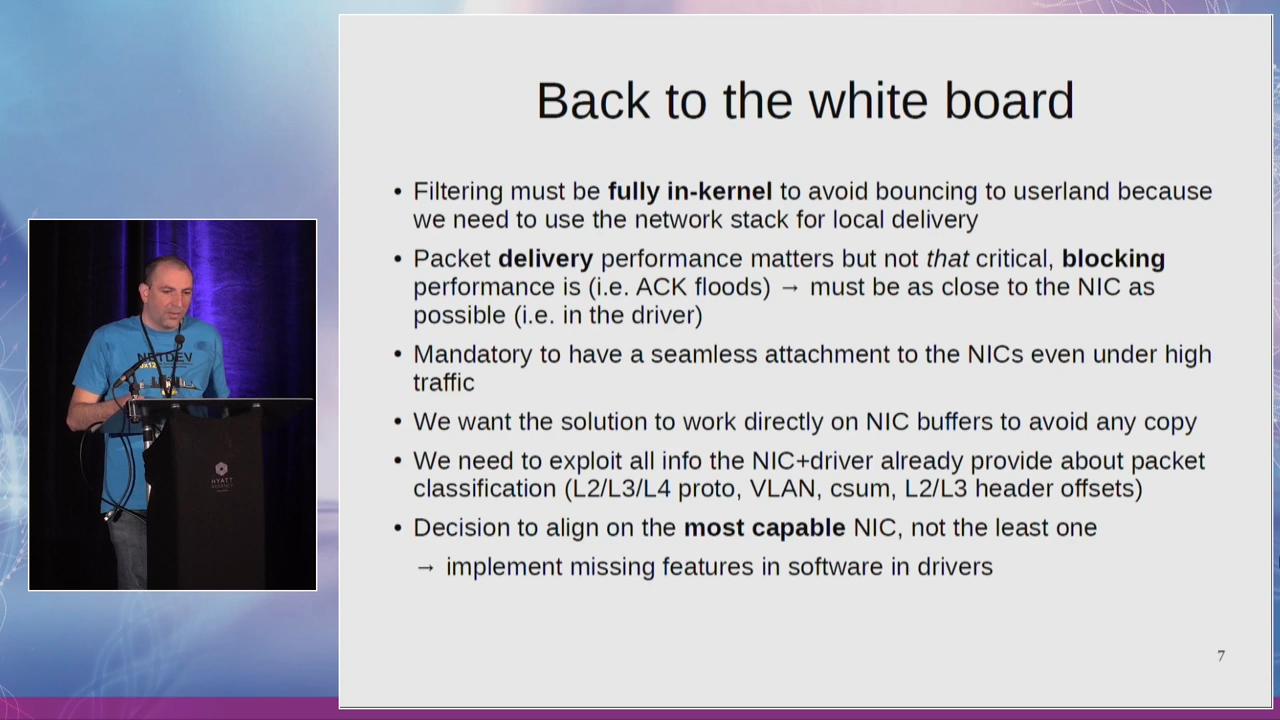 Back to the white board
• Filtering must be fully in-kernel to avoid bouncing to userland because
we need to use the network stack for local delivery
• Packet delivery performance matters but not that critical, blocking
performance is (i.e. ACK floods) → must be as close to the NIC as
possible (i.e. in the driver)
• Mandatory to have a seamless attachment to the NICs even under high
traffic
• We want the solution to work directly on NIC buffers to avoid any copy
• We need to exploit all info the NIC+driver already provide about packet
classification (L2/L3/L4 proto, VLAN, csum, L2/L3 header offsets)
• Decision to align on the most capable NIC, not the least one
→ implement missing features in software in drivers
7
NETDEV
0x12
HYATT